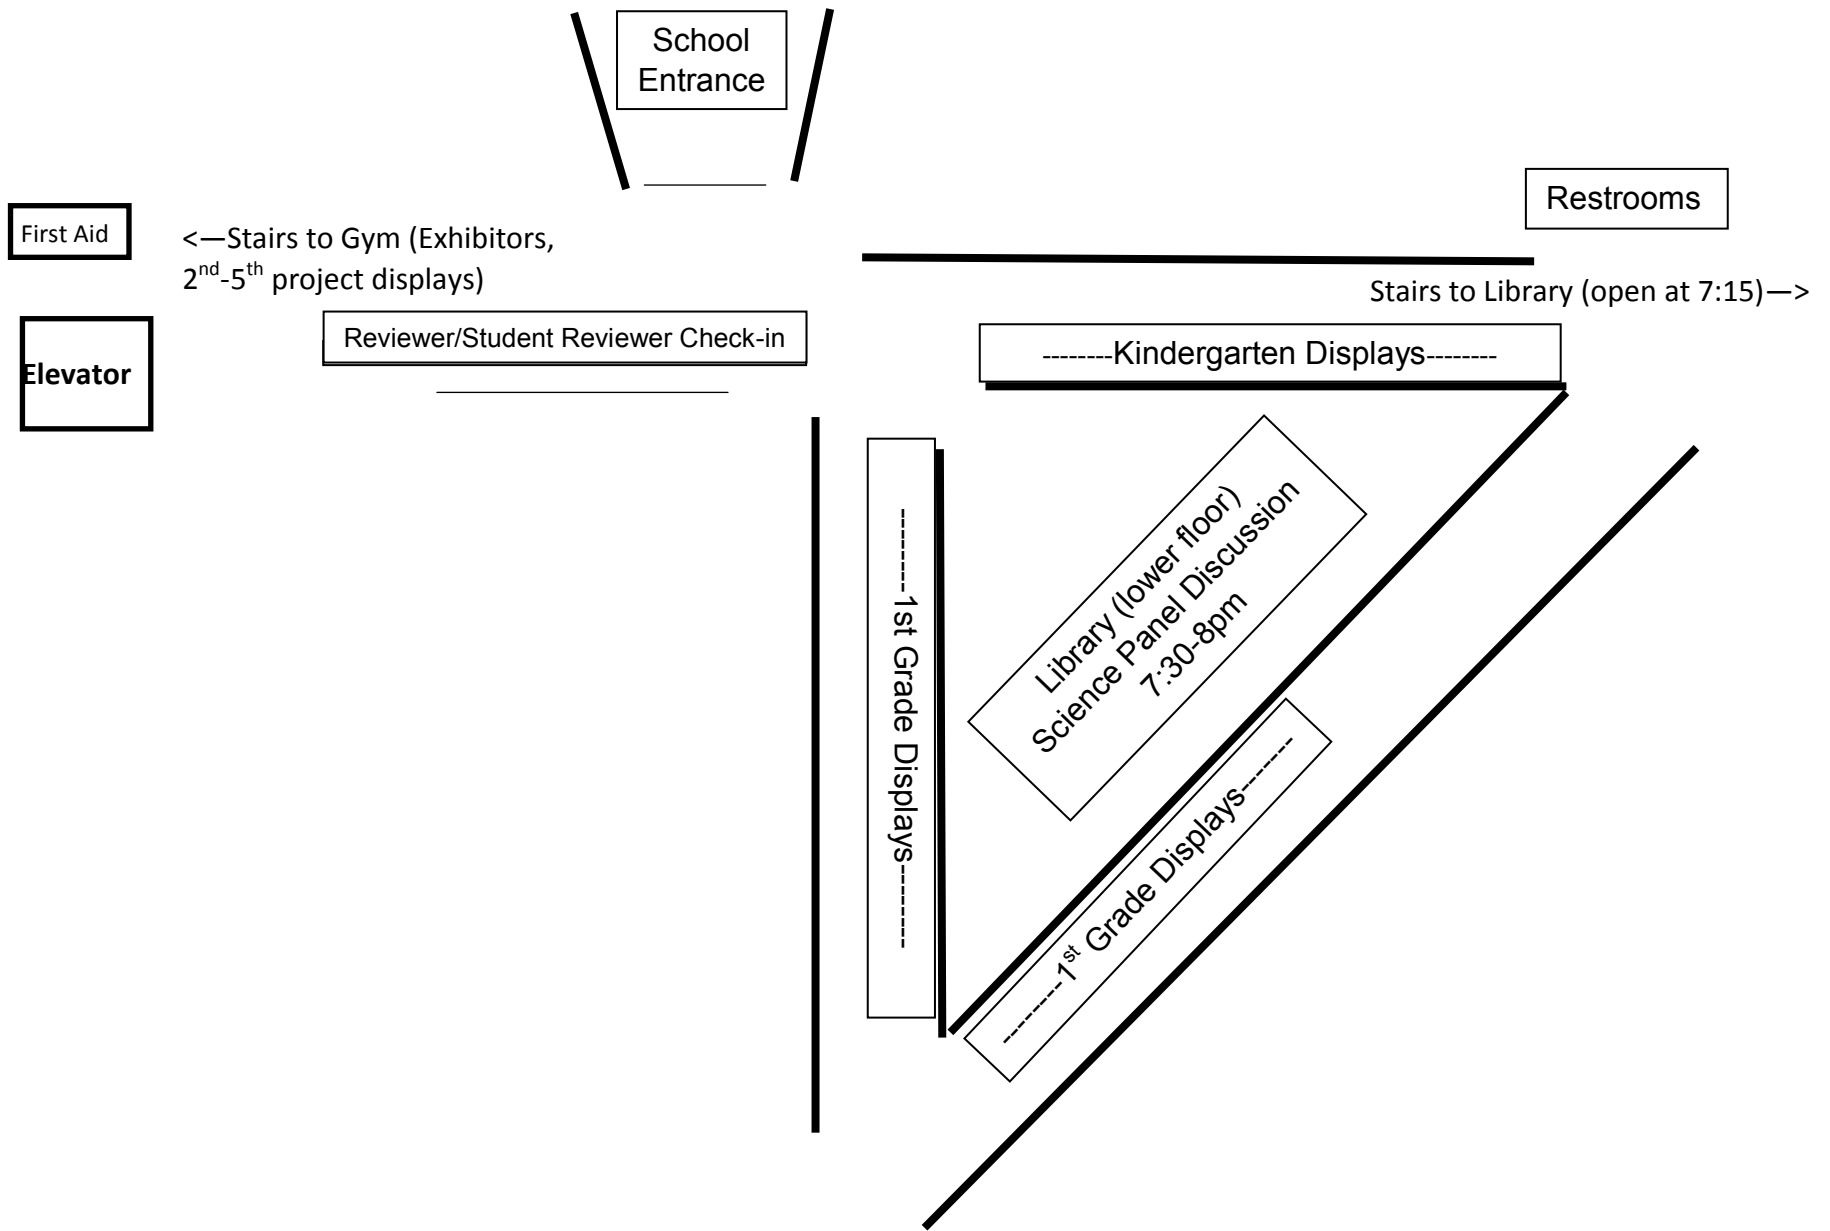 School
Entrance
Restrooms
First Aid
<—Stairs to Gym (Exhibitors,
2nd-5th project displays)
Stairs to Library (open at 7:15)—>
Reviewer/Student Reviewer Check-in
--------Kindergarten Displays--------
Elevator
---------1st Grade Displays---------
Library (lower floor)
Science Panel Discussion
7:30-8pm
-------1st Grade Displays-------